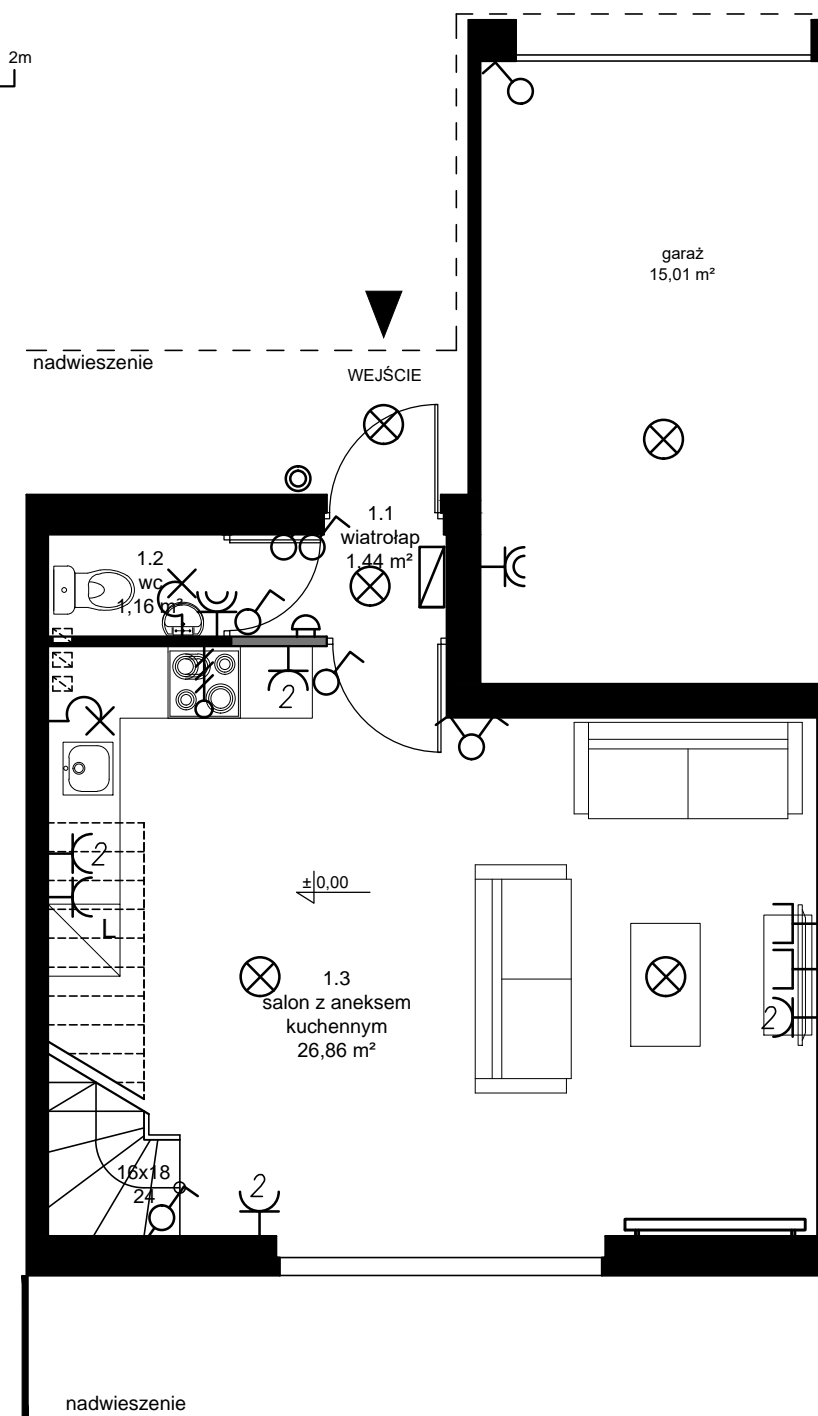 2m
garaż
15,01 m²
nadwieszenie
WEJŚCIE
1.1
wiatrołap
1,44 m²
1.2
wc
1,16 m²
2
2
±0,00
1.3
salon z aneksem
kuchennym
26,86 m²
L
2
16x18
24
2
nadwieszenie